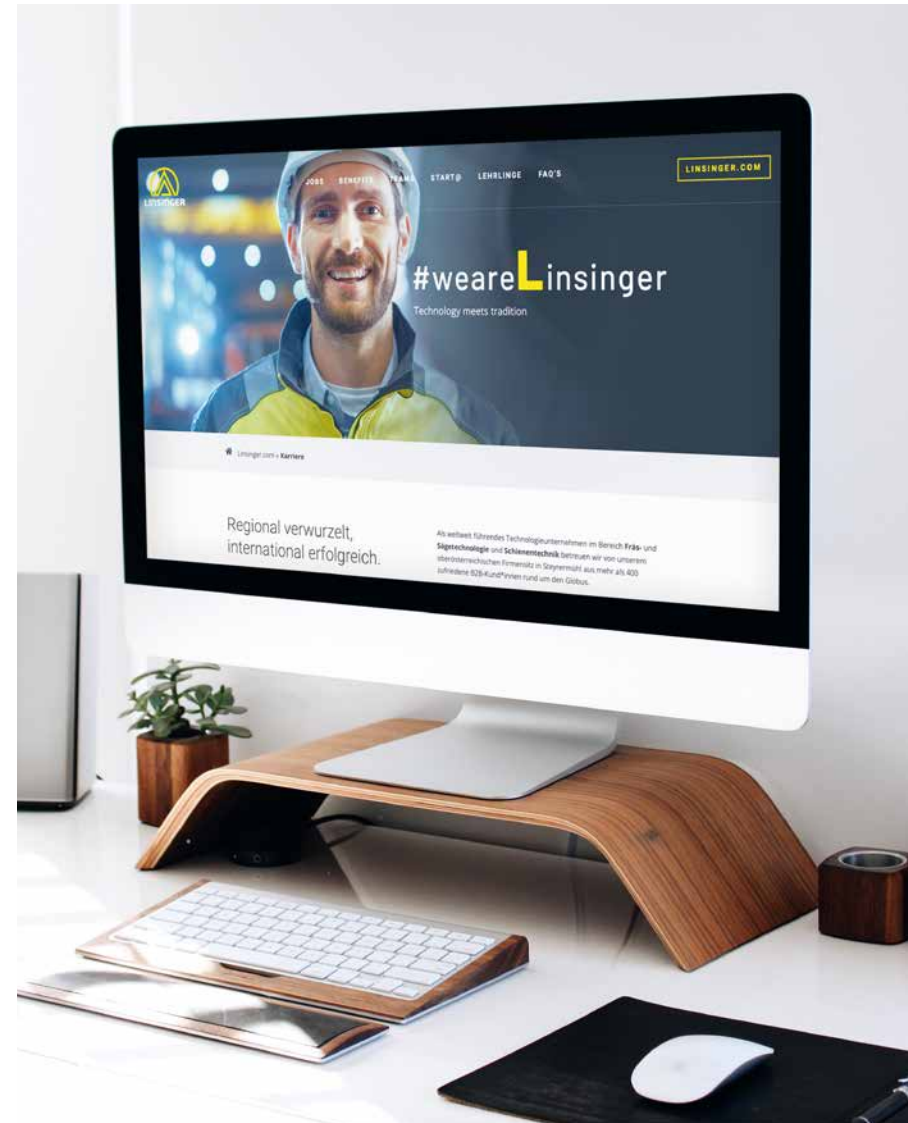 LINSINGER
JOBS BENEFITS TEAMS START@ LEHRLINGE FAQ'S
LINSINGER.COM
#weareLinsinger
Technology meets tradition
Linsinger.com » Karriere
Regional verwurzelt,
international erfolgreich.
Als weltweit führendes Technologieunternehmen im Bereich Fräs- und
Sägetechnologie und Schienentechnik betreuen wir von unserem
oberösterreichischen Firmensitz in Steyrermühl aus mehr als 400
zufriedene B2B-Kund*innen rund um den Globus.